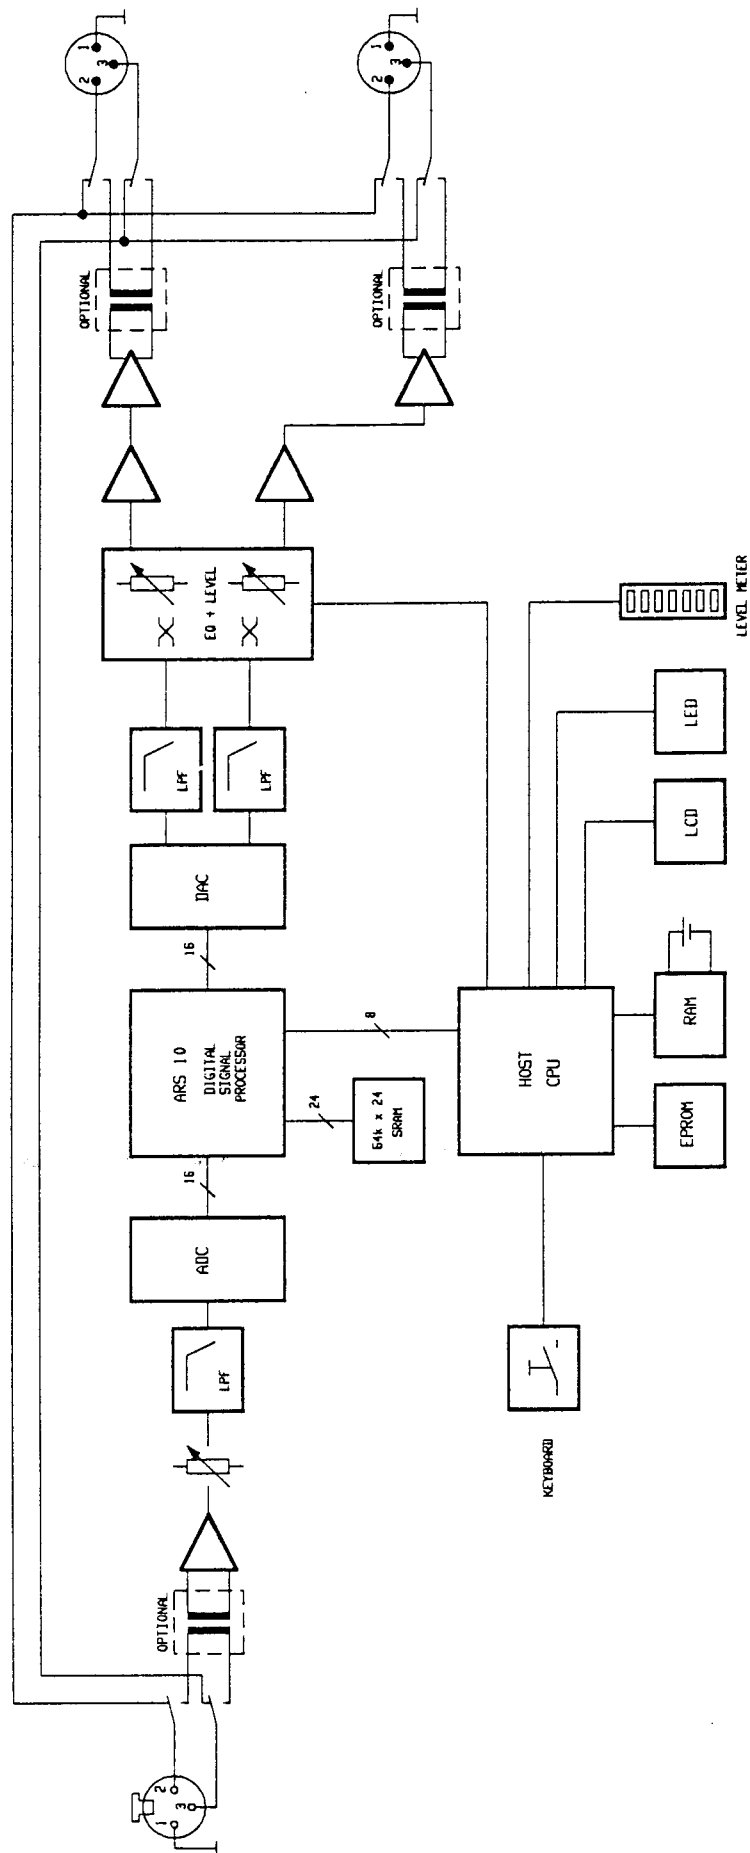 1
2
3
1
2
3
OPTIONAL
OPTIONAL
EQ + LEVEL
LPF
LPF
DAC
16
ARS 10
DIGITAL
SIGNAL
PROCESSOR
8
24
64k x 24
SRAM
16
ADC
LPF
OPTIONAL
1
2
3
LEVEL METER
LED
LCD
RAM
EPROM
HOST
CPU
KEYBOARD